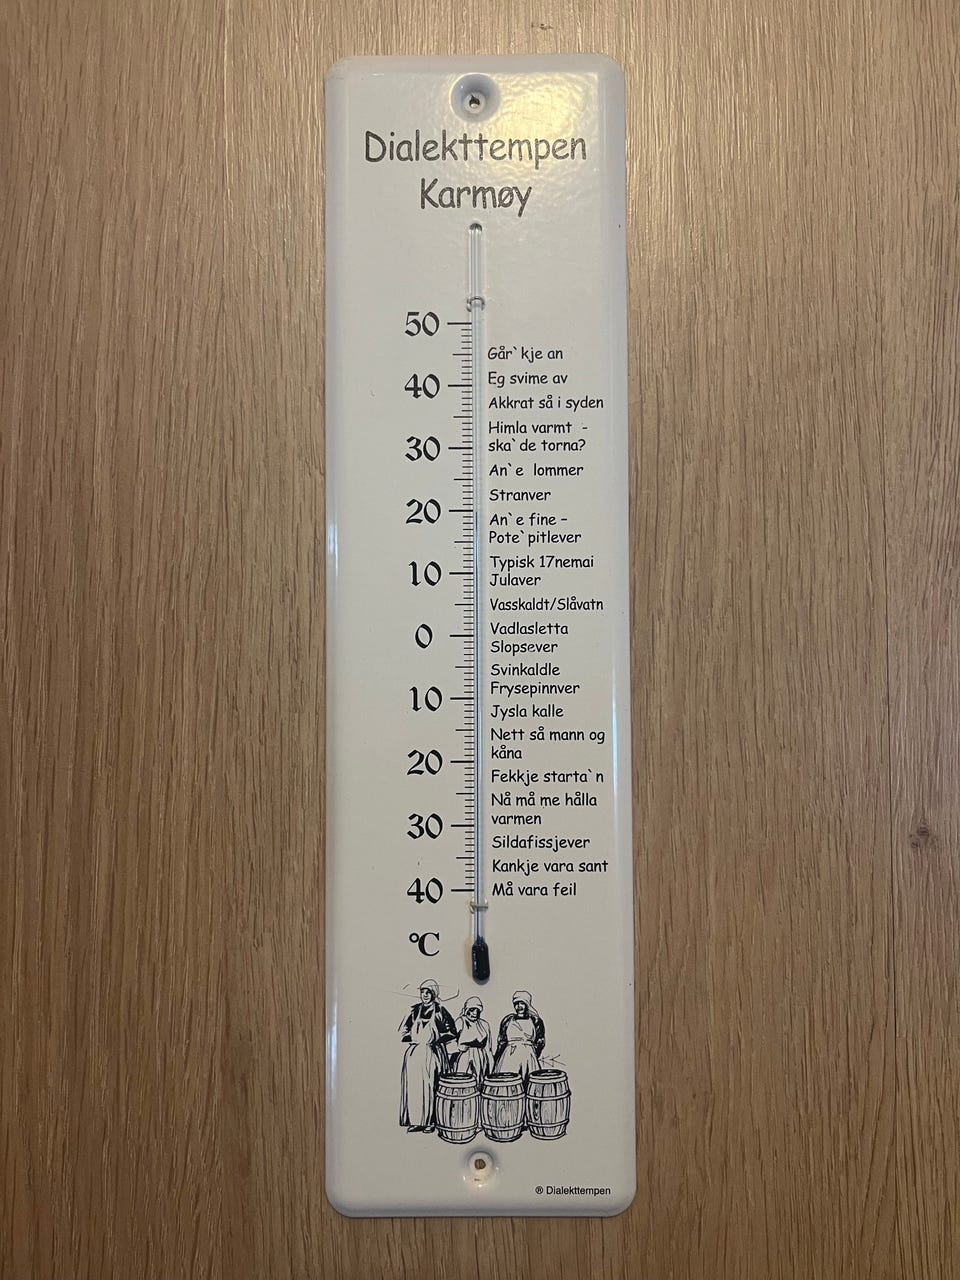 Dialekttempen
Karmøy
50
Går`kje an
Eg svime av
40
Akkrat så i syden
Himla varmt -
ska`de torna?
30
An`e lommer
Stranver
20
An`e fine –
Pote`pitlever
Typisk 17nemai
10
Julaver
Vasskaldt/Slåvatn
Vadlasletta
0
Slopsever
Svinkaldle
Frysepinnver
10
Jysla kalle
Nett så mann og
kåna
20
Fekkje starta`n
Nå må me hålla
varmen
30
Sildafissjever
Kankje vara sant
40
Må vara feil
°C
® Dialekttempen